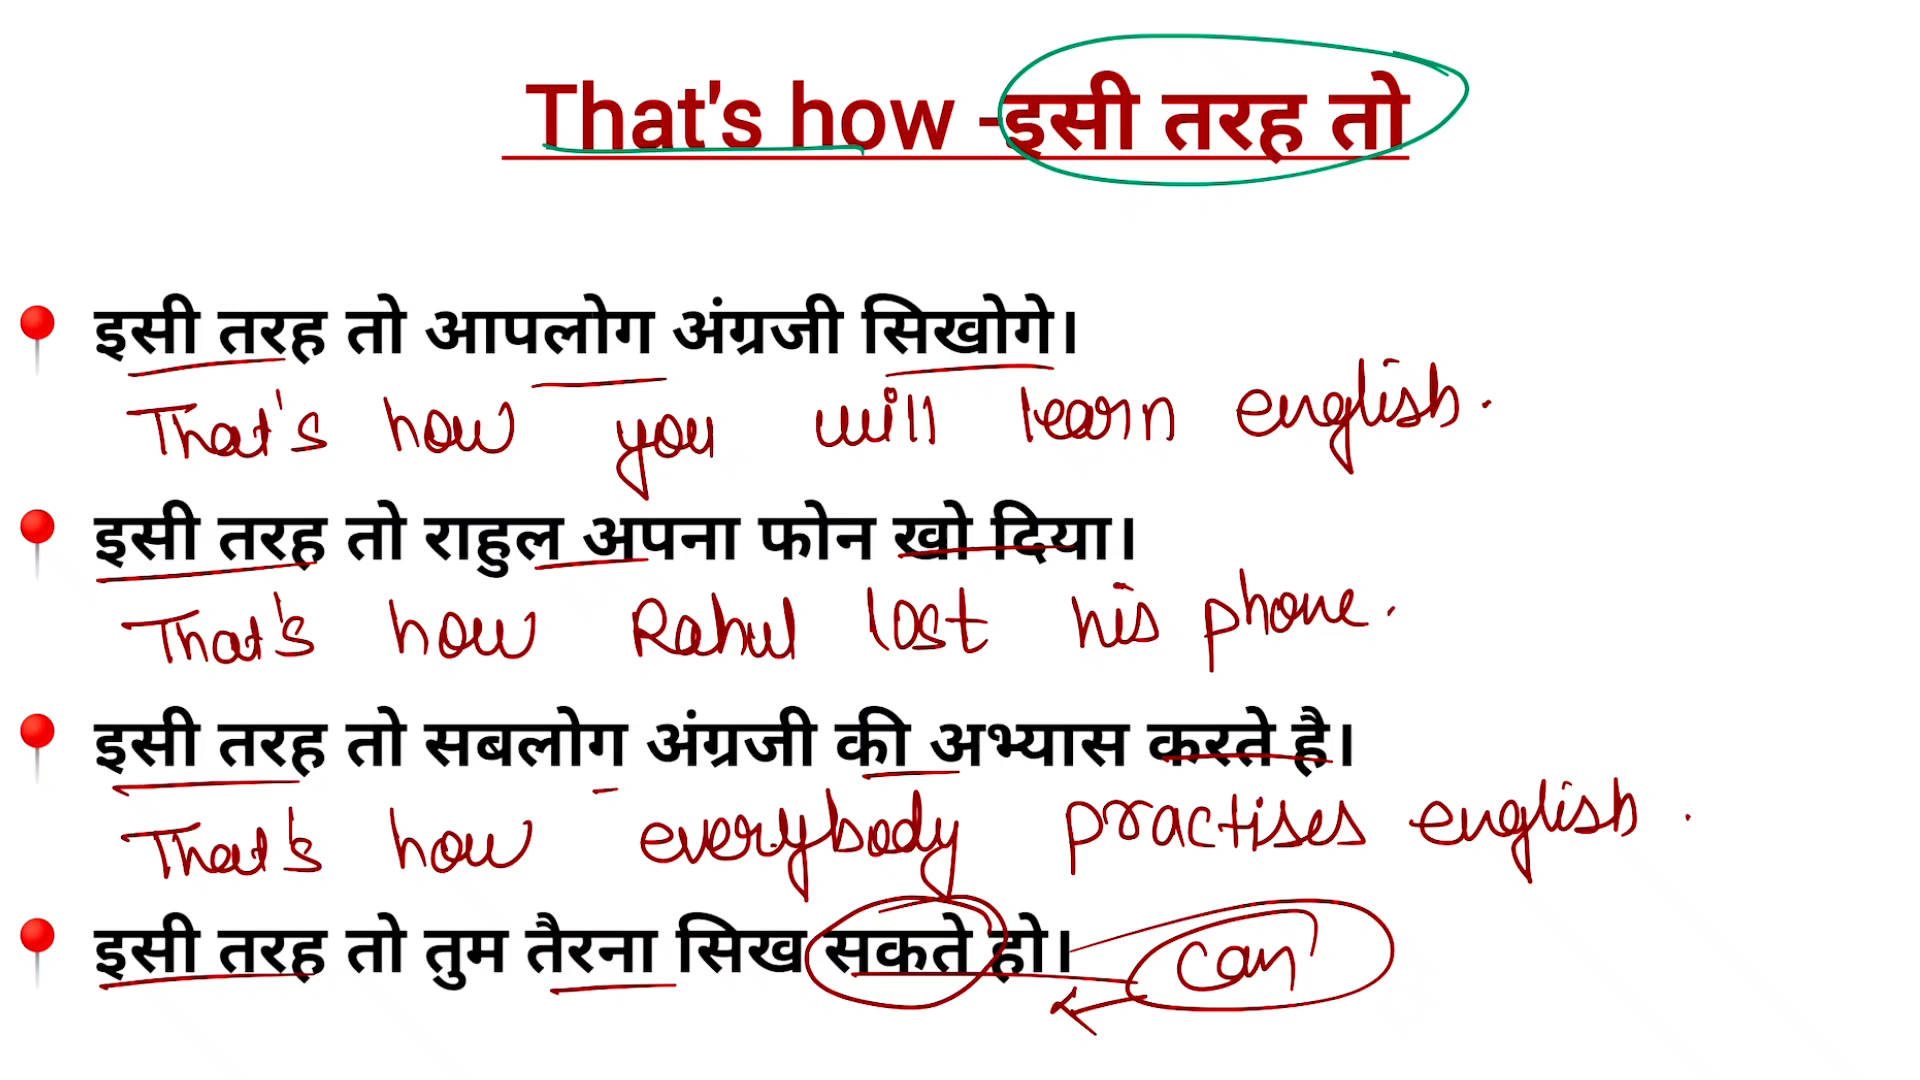 That's how -इसी तरह तो
इसी तरह तो आपलोग अंग्रजी सिखोगे।
That's how you will learn english.
इसी तरह तो राहुल अपना फोन खो दिया।
That's how Rahul lost his phone.
इसी तरह तो सबलोग अंग्रजी की अभ्यास करते है।
That's how everybody practises english.
इसी तरह तो तुम तैरना सिख सकते हो। can